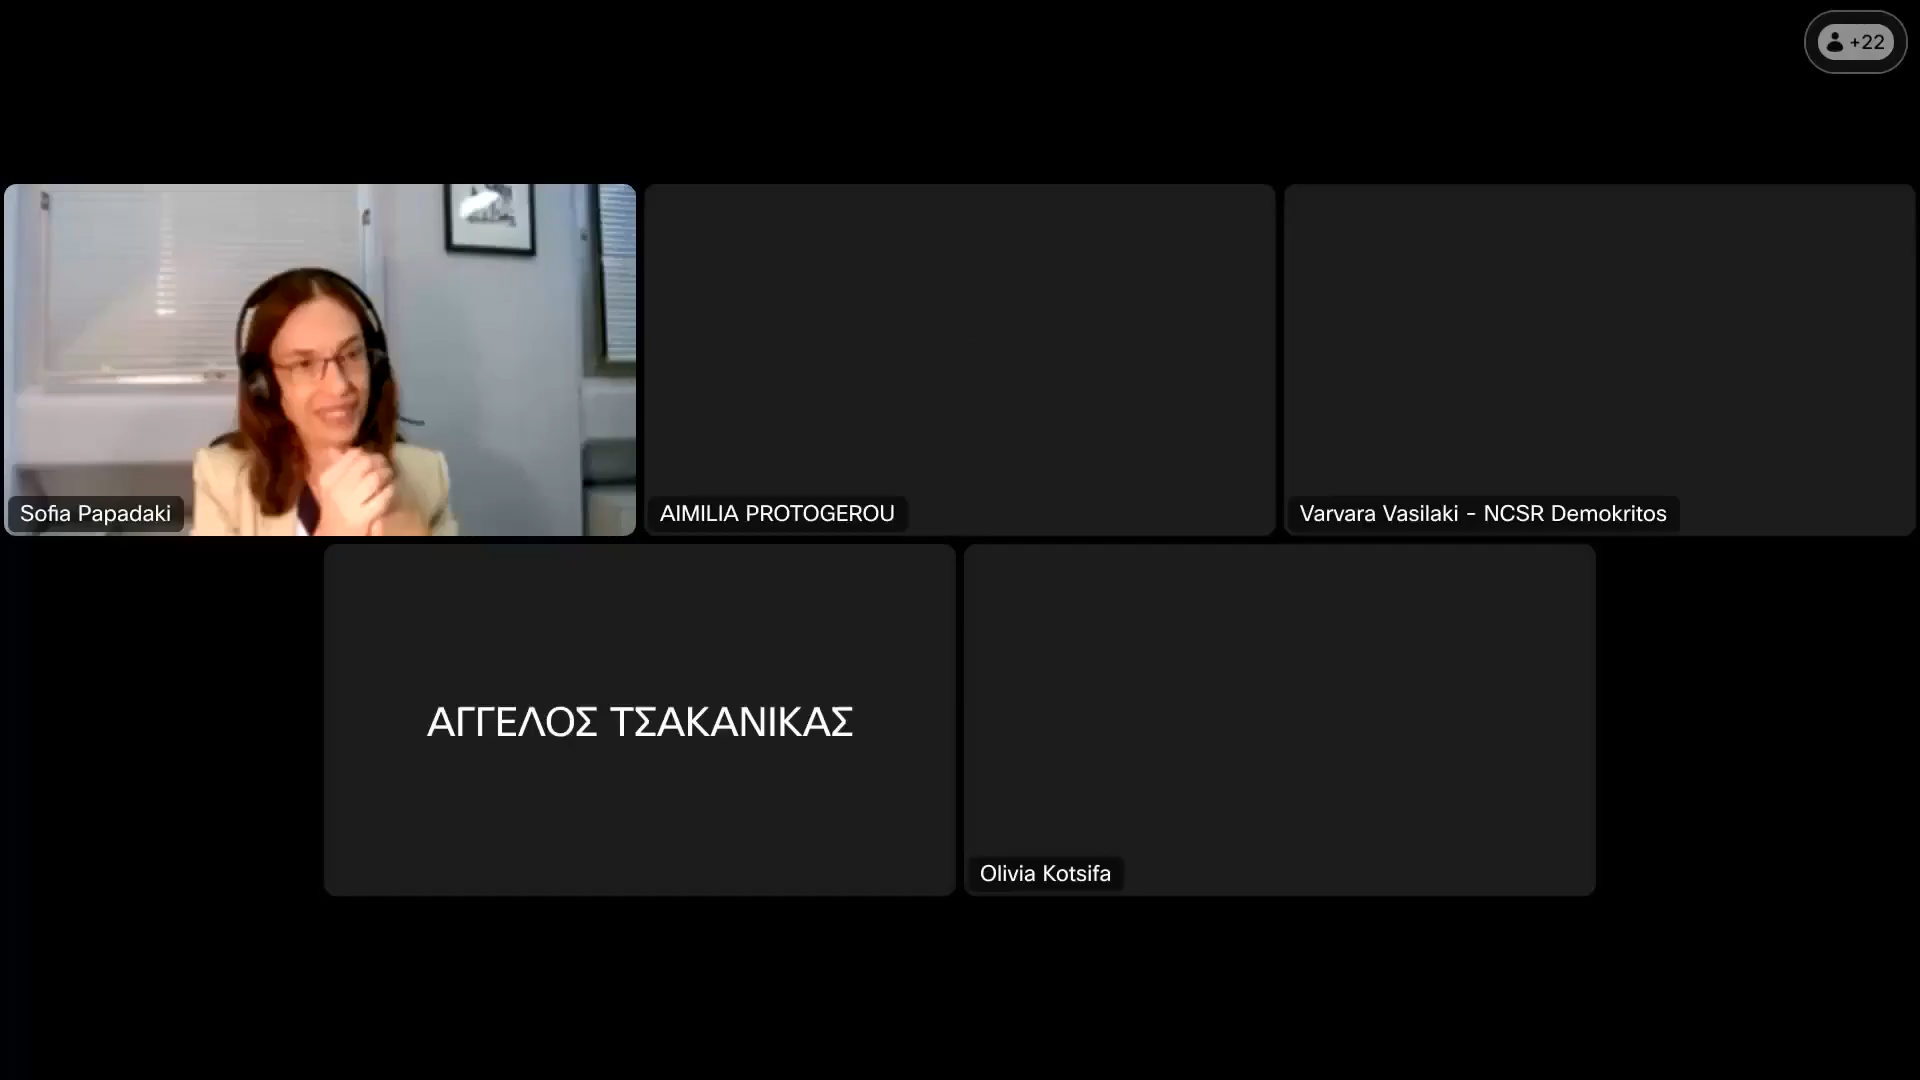 +22
Sofia Papadaki
AIMILIA PROTOGEROU
Varvara Vasilaki - NCSR Demokritos
ΑΓΓΕΛΟΣ ΤΣΑΚΑΝΙΚΑΣ
Olivia Kotsifa